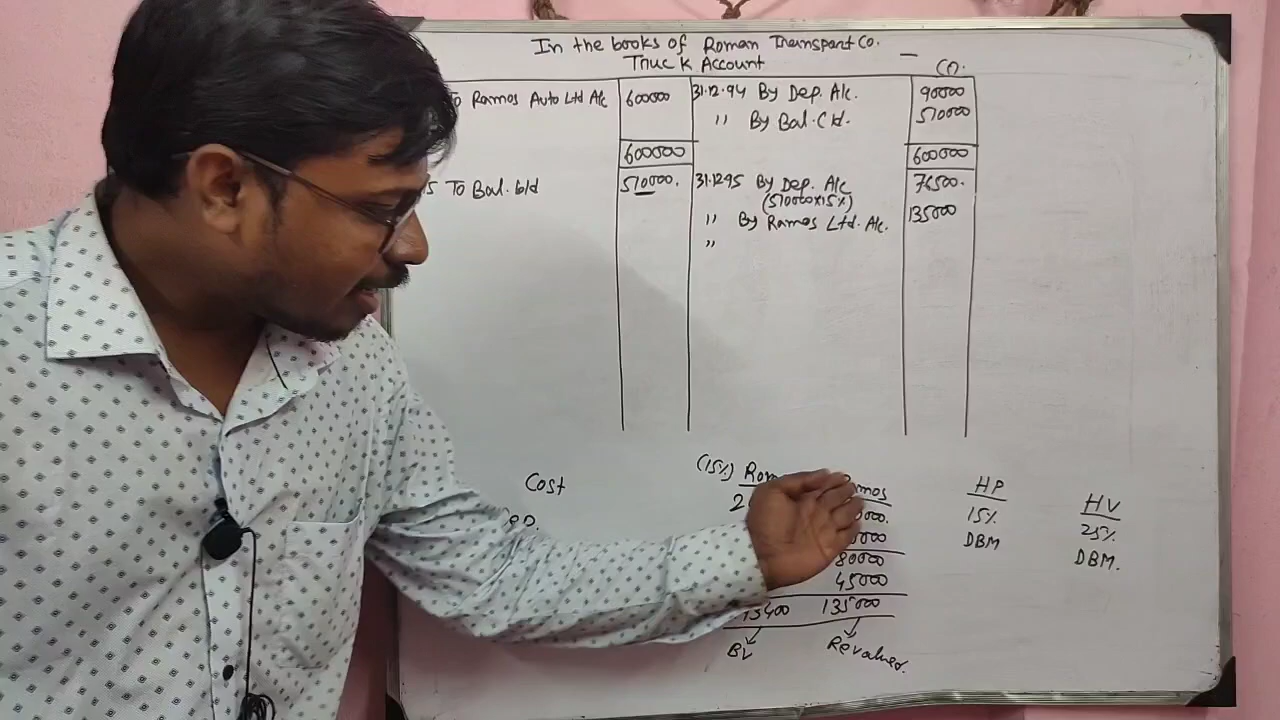 In the books of Roman Transport Co.
Truck Account
Cr.
To Ramos Auto Ltd A/c 600000 31.12.94 By Dep. A/c. 90000
" By Bal. C/d. 510000
600000 600000
5 To Bal. b/d 510000. 31.12.95 By Dep. A/c 76500.
(510000x15%)
" By Ramos Ltd. A/c. 135000
"
Cost (15%) HP HV
15% 25%
DBM DBM.
80000
45000
135000
BV Revalued